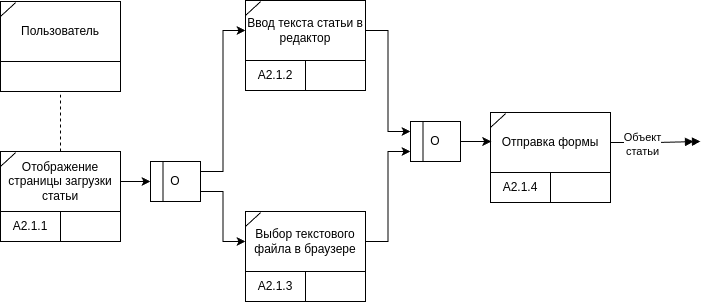 Пользователь
Отображение
страницы загрузки
статьи
A2.1.1
O
Ввод текста статьи в
редактор
A2.1.2
Выбор текстового
файла в браузере
A2.1.3
O
Отправка формы
A2.1.4
Объект
статьи